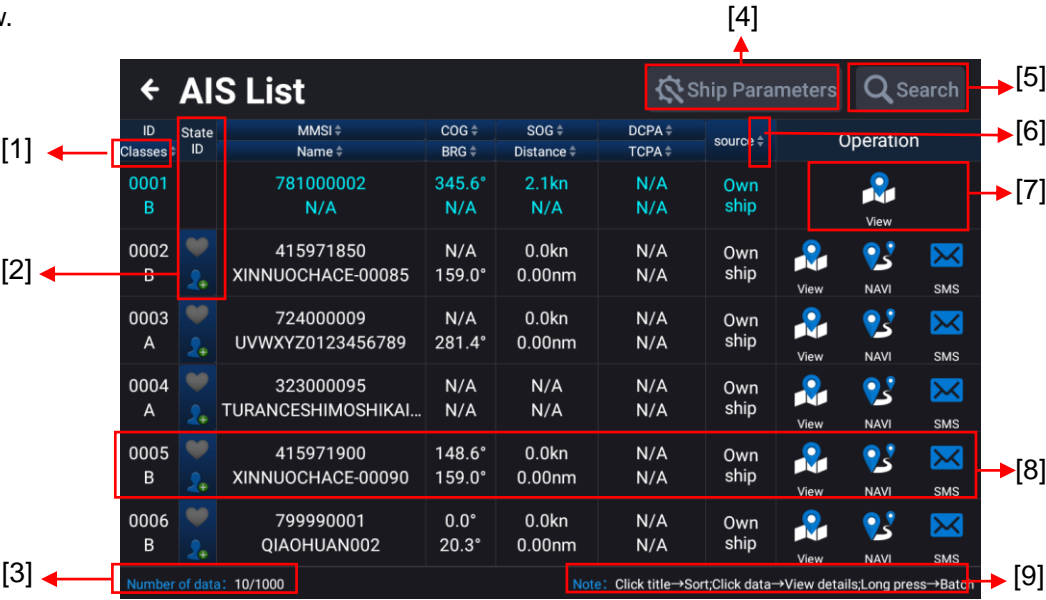 w.
[4]
← AIS List Ship Parameters Search [5]
ID State MMSI COG SOG DCPA source Operation [6]
[1] Classes ID Name BRG Distance TCPA
0001 781000002 345.6° 2.1kn N/A Own
B N/A N/A N/A N/A ship View [7]
0002 415971850 N/A 0.0kn N/A Own
[2] B XINNUOCHACE-00085 159.0° 0.00nm N/A ship View NAVI SMS
0003 724000009 N/A 0.0kn N/A Own
A UVWXYZ0123456789 281.4° 0.00nm N/A ship View NAVI SMS
0004 323000095 N/A N/A N/A Own
A TURANCESHIMOSHIKAI... N/A N/A N/A ship View NAVI SMS
0005 415971900 148.6° 0.0kn N/A Own
B XINNUOCHACE-00090 159.0° 0.00nm N/A ship View NAVI SMS [8]
0006 799990001 0.0° 0.0kn N/A Own
B QIAOHUAN002 20.3° 0.00nm N/A ship View NAVI SMS
[3] Number of data: 10/1000 Note: Click title→Sort;Click data→View details;Long press→Batch [9]